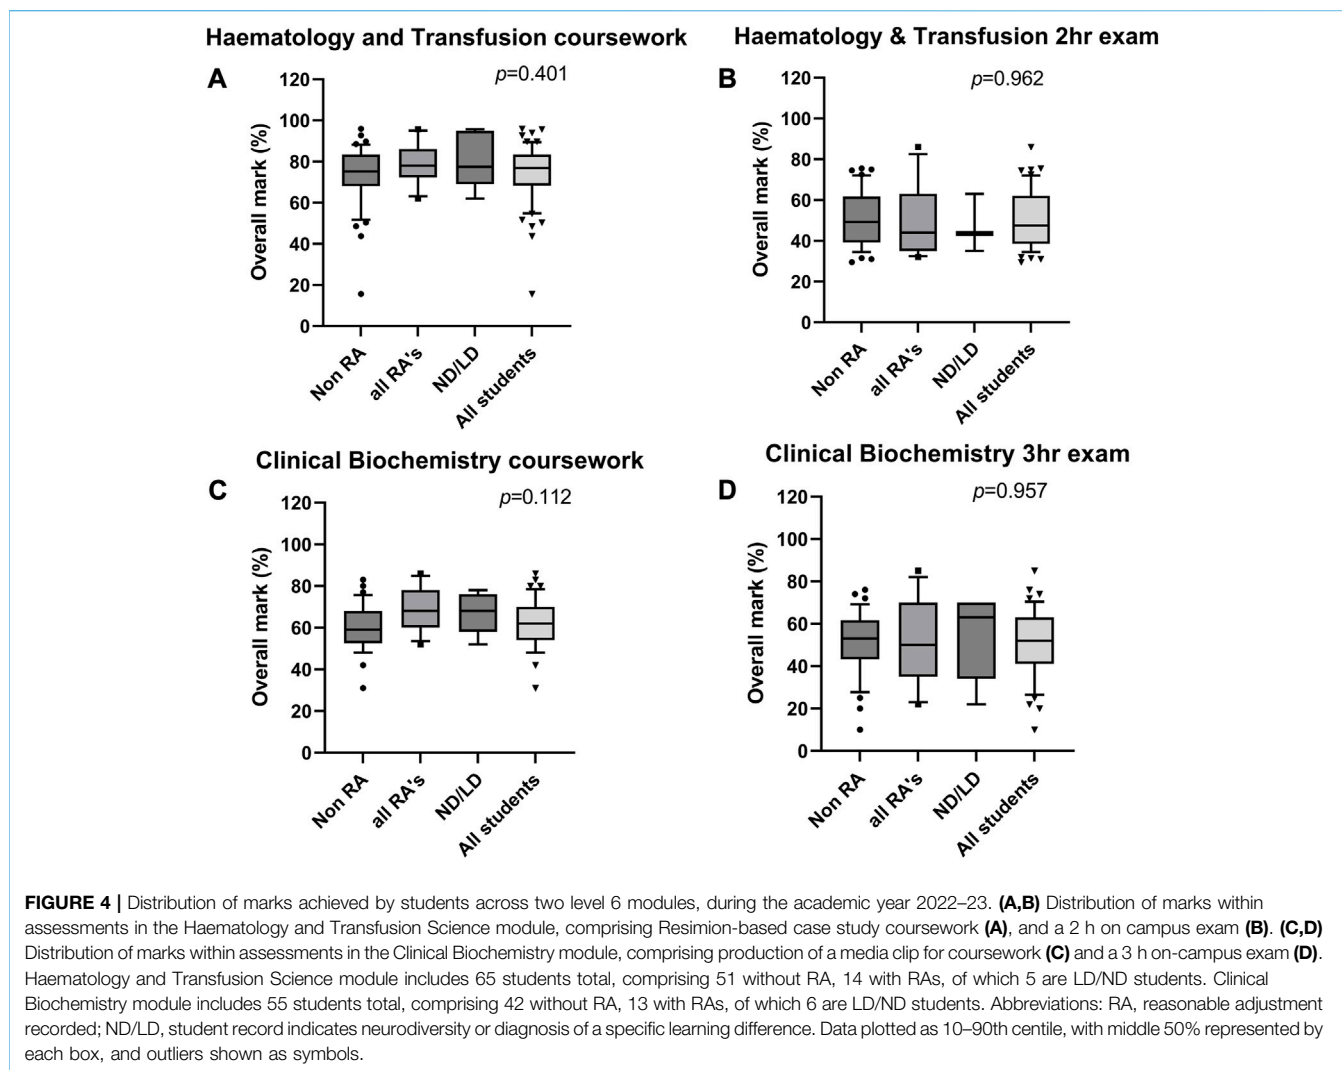 Haematology and Transfusion coursework
A
p=0.401
Overall mark (%)
120
100
80
60
40
20
0
Non RA
all RA's
ND/LD
All students
Haematology & Transfusion 2hr exam
B
p=0.962
Overall mark (%)
120
100
80
60
40
20
0
Non RA
all RA's
ND/LD
All students
Clinical Biochemistry coursework
C
p=0.112
Overall mark (%)
120
100
80
60
40
20
0
Non RA
all RA's
ND/LD
All students
Clinical Biochemistry 3hr exam
D
p=0.957
Overall mark (%)
120
100
80
60
40
20
0
Non RA
all RA's
ND/LD
All students
FIGURE 4 | Distribution of marks achieved by students across two level 6 modules, during the academic year 2022–23. (A,B) Distribution of marks within
assessments in the Haematology and Transfusion Science module, comprising Resimion-based case study coursework (A), and a 2 h on campus exam (B). (C,D)
Distribution of marks within assessments in the Clinical Biochemistry module, comprising production of a media clip for coursework (C) and a 3 h on-campus exam (D).
Haematology and Transfusion Science module includes 65 students total, comprising 51 without RA, 14 with RAs, of which 5 are LD/ND students. Clinical
Biochemistry module includes 55 students total, comprising 42 without RA, 13 with RAs, of which 6 are LD/ND students. Abbreviations: RA, reasonable adjustment
recorded; ND/LD, student record indicates neurodiversity or diagnosis of a specific learning difference. Data plotted as 10–90th centile, with middle 50% represented by
each box, and outliers shown as symbols.